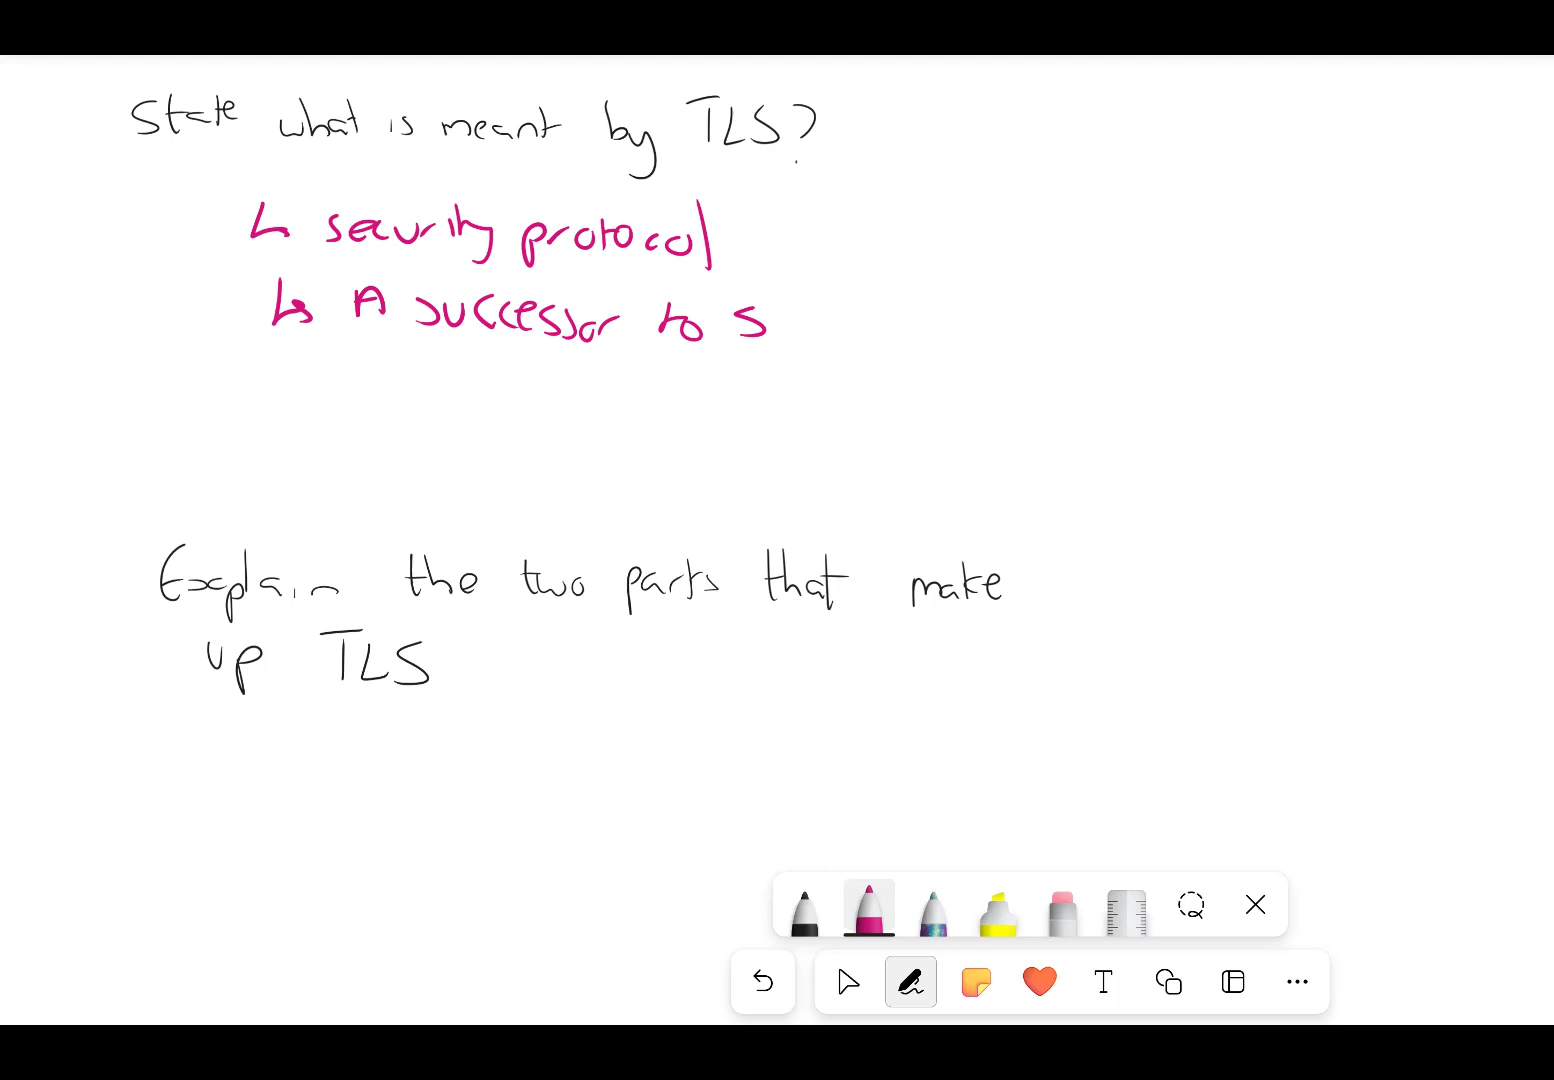 State what is meant by TLS?
↳ security protocol
↳ A successor to S
Explain the two parts that make
up TLS
T